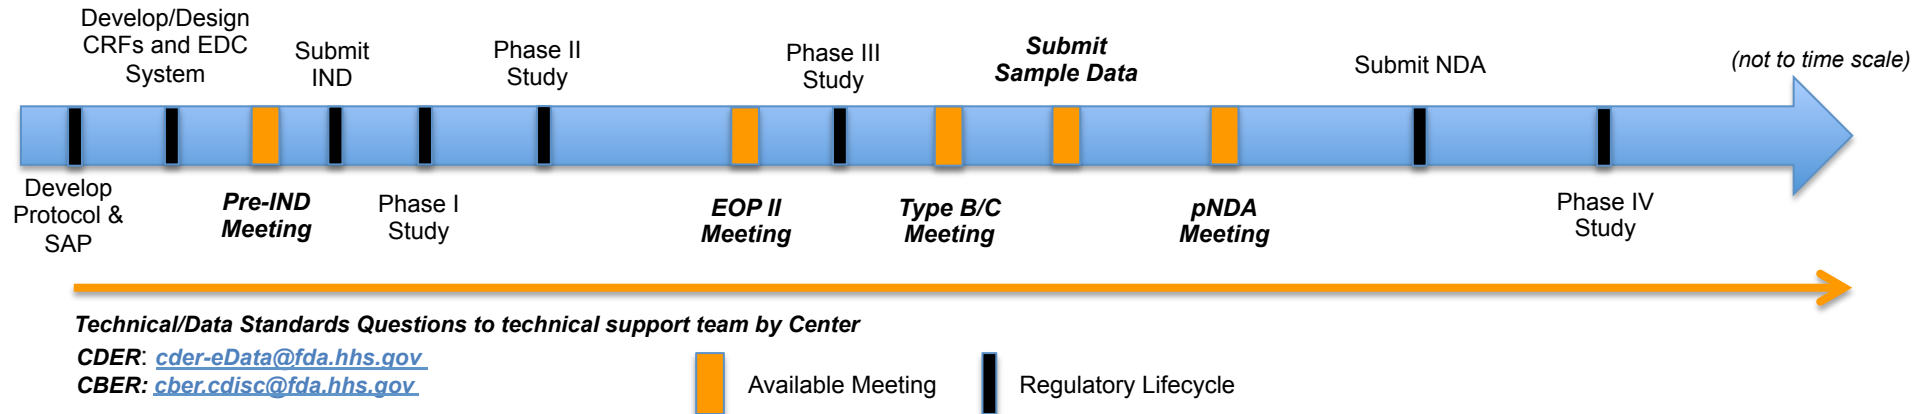 Develop/Design
CRFs and EDC
System
Submit
IND
Phase II
Study
Phase III
Study
Submit
Sample Data
Submit NDA
(not to time scale)
Develop
Protocol &
SAP
Pre-IND
Meeting
Phase I
Study
EOP II
Meeting
Type B/C
Meeting
pNDA
Meeting
Phase IV
Study
Technical/Data Standards Questions to technical support team by Center
CDER: cder-eData@fda.hhs.gov
CBER: cber.cdisc@fda.hhs.gov
Available Meeting
Regulatory Lifecycle